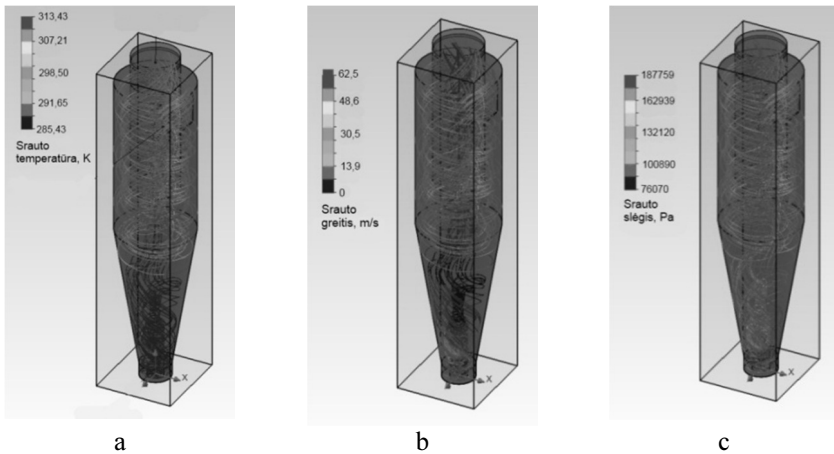 313,43
307,21
298,50
291,65
285,43
Srauto
temperatūra, K
X
a
62,5
48,6
30,5
13,9
0
Srauto
greitis, m/s
X
b
187759
162939
132120
100890
76070
Srauto
slėgis, Pa
X
c